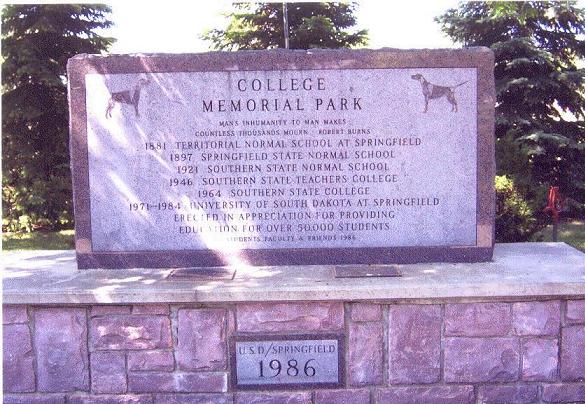 COLLEGE
MEMORIAL PARK
MAN'S INHUMANITY TO MAN MAKES
COUNTLESS THOUSANDS MOURN ROBERT BURNS
1881 TERRITORIAL NORMAL SCHOOL AT SPRINGFIELD
1897 SPRINGFIELD STATE NORMAL SCHOOL
1921 SOUTHERN STATE NORMAL SCHOOL
1946 SOUTHERN STATE TEACHERS COLLEGE
1964 SOUTHERN STATE COLLEGE
1971-1984 UNIVERSITY OF SOUTH DAKOTA AT SPRINGFIELD
ERECTED IN APPRECIATION FOR PROVIDING
EDUCATION FOR OVER 50,000 STUDENTS
STUDENTS FACULTY & FRIENDS 1986
U.S.D/SPRINGFIELD
1986